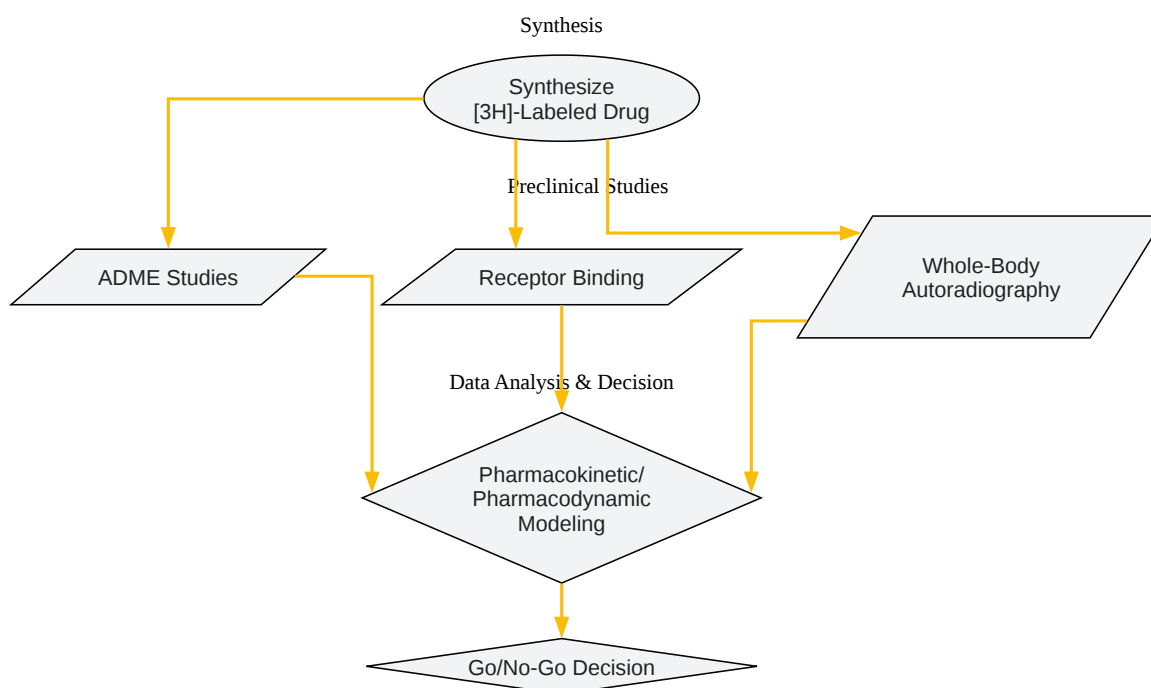 Synthesis
Synthesize
[3H]-Labeled Drug
Preclinical Studies
ADME Studies
Receptor Binding
Whole-Body
Autoradiography
Data Analysis & Decision
Pharmacokinetic/
Pharmacodynamic
Modeling
Go/No-Go Decision